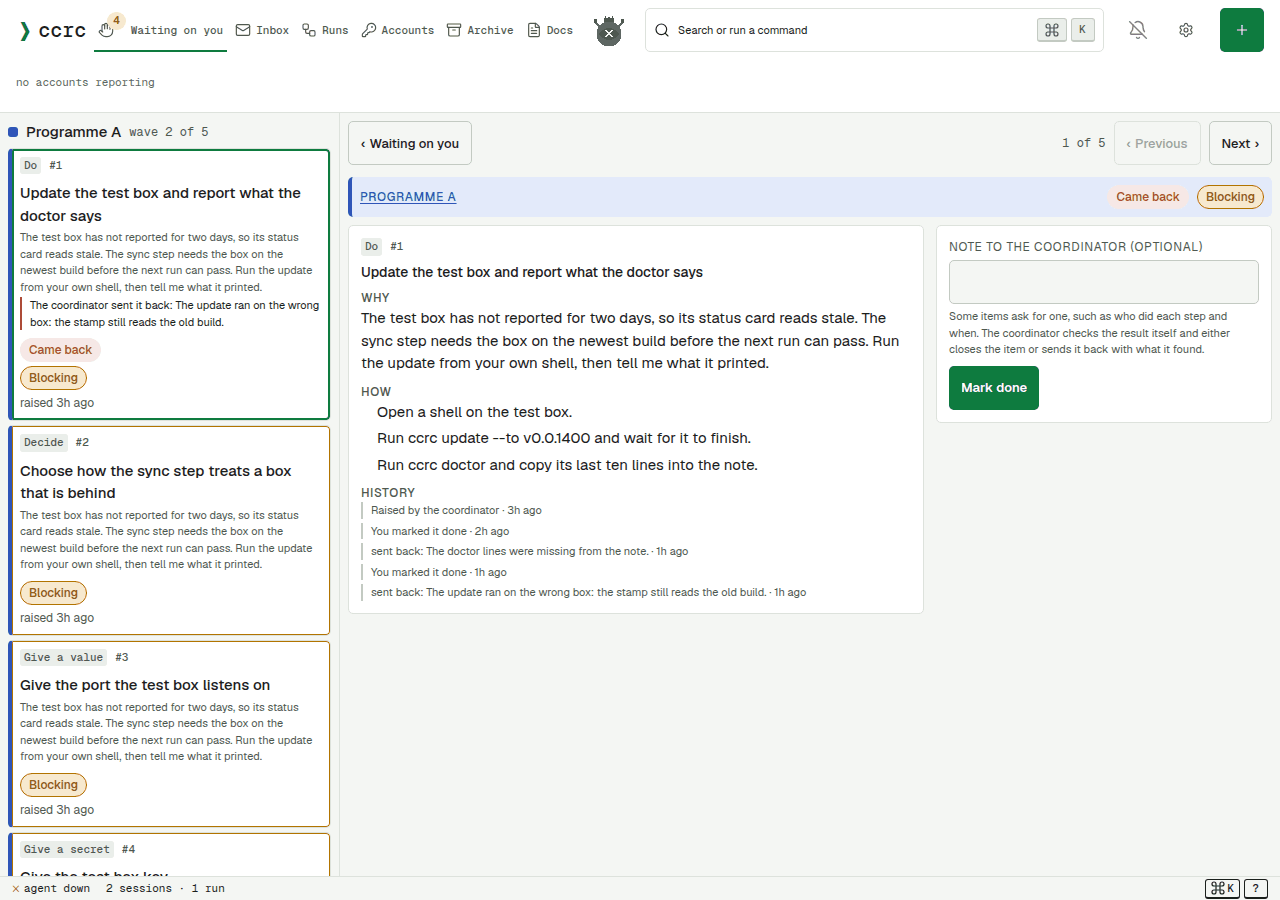 ❯ ccrc
4
Waiting on you
Inbox
Runs
Accounts
Archive
Docs
Search or run a command
⌘ K
+
no accounts reporting
Programme A wave 2 of 5
Do #1
Update the test box and report what the
doctor says
The test box has not reported for two days, so its status
card reads stale. The sync step needs the box on the
newest build before the next run can pass. Run the update
from your own shell, then tell me what it printed.
The coordinator sent it back: The update ran on the wrong
box: the stamp still reads the old build.
Came back
Blocking
raised 3h ago
Decide #2
Choose how the sync step treats a box
that is behind
The test box has not reported for two days, so its status
card reads stale. The sync step needs the box on the
newest build before the next run can pass. Run the update
from your own shell, then tell me what it printed.
Blocking
raised 3h ago
Give a value #3
Give the port the test box listens on
The test box has not reported for two days, so its status
card reads stale. The sync step needs the box on the
newest build before the next run can pass. Run the update
from your own shell, then tell me what it printed.
Blocking
raised 3h ago
Give a secret #4
Give the test box key
‹ Waiting on you
1 of 5
‹ Previous
Next ›
PROGRAMME A
Came back
Blocking
Do #1
Update the test box and report what the doctor says
WHY
The test box has not reported for two days, so its status card reads stale. The
sync step needs the box on the newest build before the next run can pass. Run
the update from your own shell, then tell me what it printed.
HOW
Open a shell on the test box.
Run ccrc update --to v0.0.1400 and wait for it to finish.
Run ccrc doctor and copy its last ten lines into the note.
HISTORY
Raised by the coordinator · 3h ago
You marked it done · 2h ago
sent back: The doctor lines were missing from the note. · 1h ago
You marked it done · 1h ago
sent back: The update ran on the wrong box: the stamp still reads the old build. · 1h ago
NOTE TO THE COORDINATOR (OPTIONAL)
Some items ask for one, such as who did each step and
when. The coordinator checks the result itself and either
closes the item or sends it back with what it found.
Mark done
× agent down 2 sessions · 1 run
⌘K ?